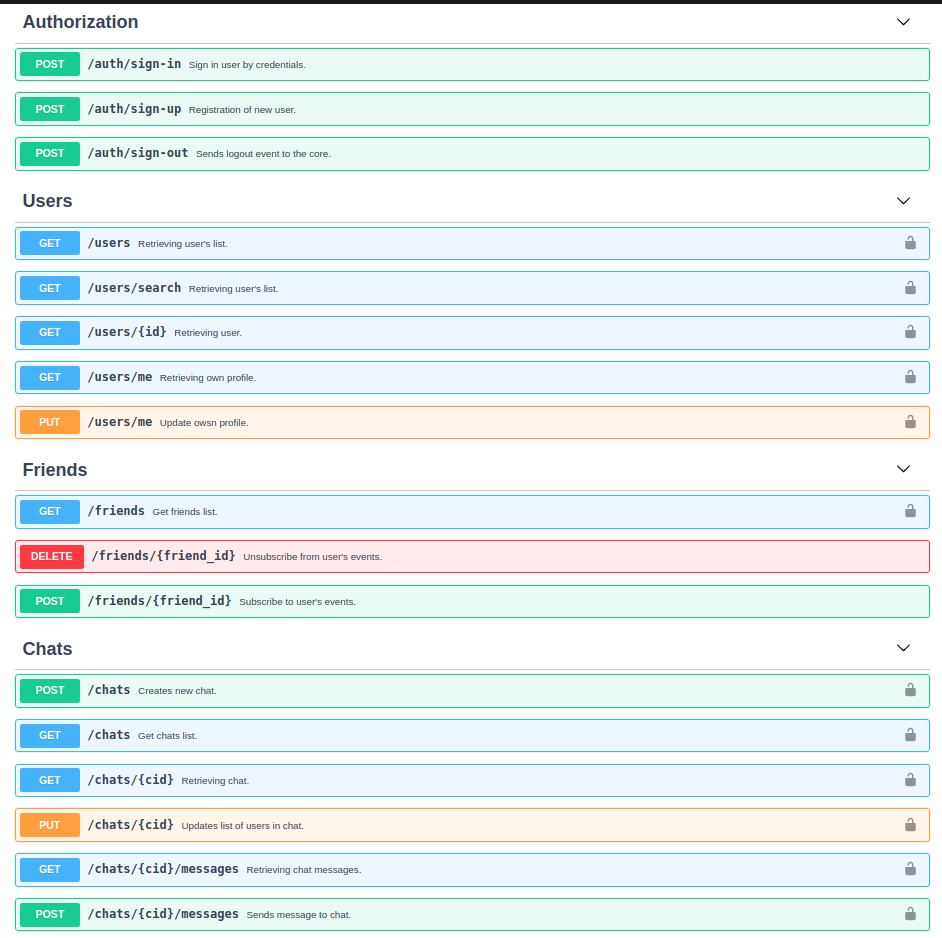 Authorization
POST /auth/sign-in Sign in user by credentials.
POST /auth/sign-up Registration of new user.
POST /auth/sign-out Sends logout event to the core.
Users
GET /users Retrieving user's list.
GET /users/search Retrieving user's list.
GET /users/{id} Retrieving user.
GET /users/me Retrieving own profile.
PUT /users/me Update owsn profile.
Friends
GET /friends Get friends list.
DELETE /friends/{friend_id} Unsubscribe from user's events.
POST /friends/{friend_id} Subscribe to user's events.
Chats
POST /chats Creates new chat.
GET /chats Get chats list.
GET /chats/{cid} Retrieving chat.
PUT /chats/{cid} Updates list of users in chat.
GET /chats/{cid}/messages Retrieving chat messages.
POST /chats/{cid}/messages Sends message to chat.